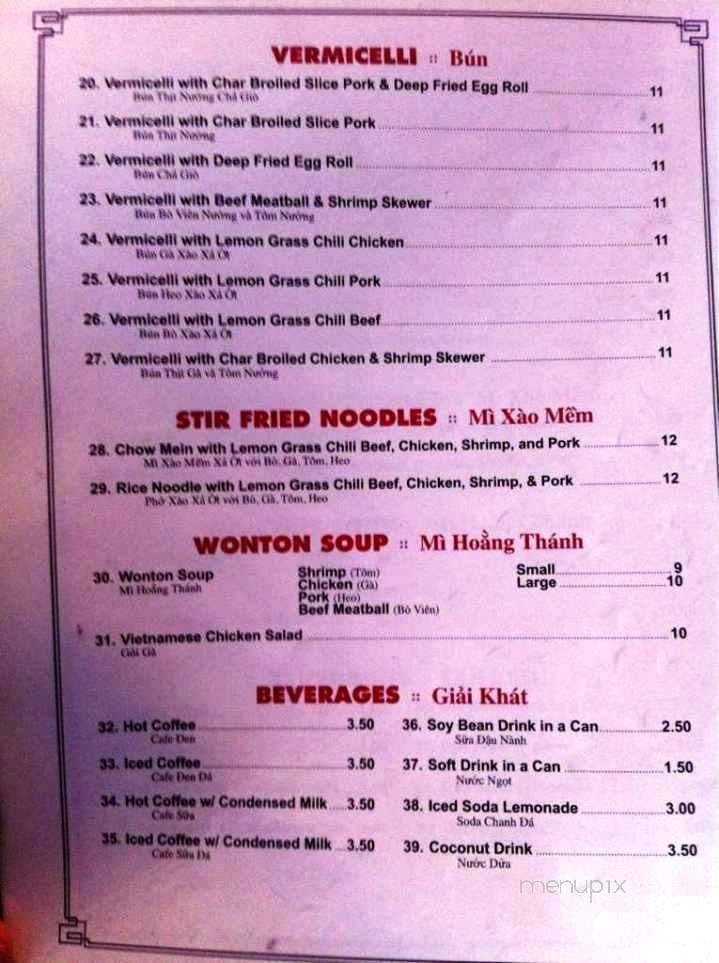 VERMICELLI :: Bún
20. Vermicelli with Char Broiled Slice Pork & Deep Fried Egg Roll 11
Bún Thịt Nướng Chả Giò
21. Vermicelli with Char Broiled Slice Pork 11
Bún Thịt Nướng
22. Vermicelli with Deep Fried Egg Roll 11
Bún Chả Giò
23. Vermicelli with Beef Meatball & Shrimp Skewer 11
Bún Bò Viên Nướng và Tôm Nướng
24. Vermicelli with Lemon Grass Chili Chicken 11
Bún Gà Xào Xả Ớt
25. Vermicelli with Lemon Grass Chili Pork 11
Bún Heo Xào Xả Ớt
26. Vermicelli with Lemon Grass Chili Beef 11
Bún Bò Xào Xả Ớt
27. Vermicelli with Char Broiled Chicken & Shrimp Skewer 11
Bún Thịt Gà và Tôm Nướng
STIR FRIED NOODLES :: Mì Xào Mềm
28. Chow Mein with Lemon Grass Chili Beef, Chicken, Shrimp, and Pork 12
Mì Xào Mềm Xả Ớt với Bò, Gà, Tôm, Heo
29. Rice Noodle with Lemon Grass Chili Beef, Chicken, Shrimp, & Pork 12
Phở Xào Xả Ớt với Bò, Gà, Tôm, Heo
WONTON SOUP :: Mì Hoằng Thánh
30. Wonton Soup
Mì Hoằng Thánh
Shrimp (Tôm)
Chicken (Gà)
Pork (Heo)
Beef Meatball (Bò Viên)
Small 9
Large 10
31. Vietnamese Chicken Salad 10
Gỏi Gà
BEVERAGES :: Giải Khát
32. Hot Coffee 3.50
Cafe Đen
33. Iced Coffee 3.50
Cafe Đen Đá
34. Hot Coffee w/ Condensed Milk 3.50
Cafe Sữa
35. Iced Coffee w/ Condensed Milk 3.50
Cafe Sữa Đá
36. Soy Bean Drink in a Can 2.50
Sữa Đậu Nành
37. Soft Drink in a Can 1.50
Nước Ngọt
38. Iced Soda Lemonade 3.00
Soda Chanh Đá
39. Coconut Drink 3.50
Nước Dừa
menupix